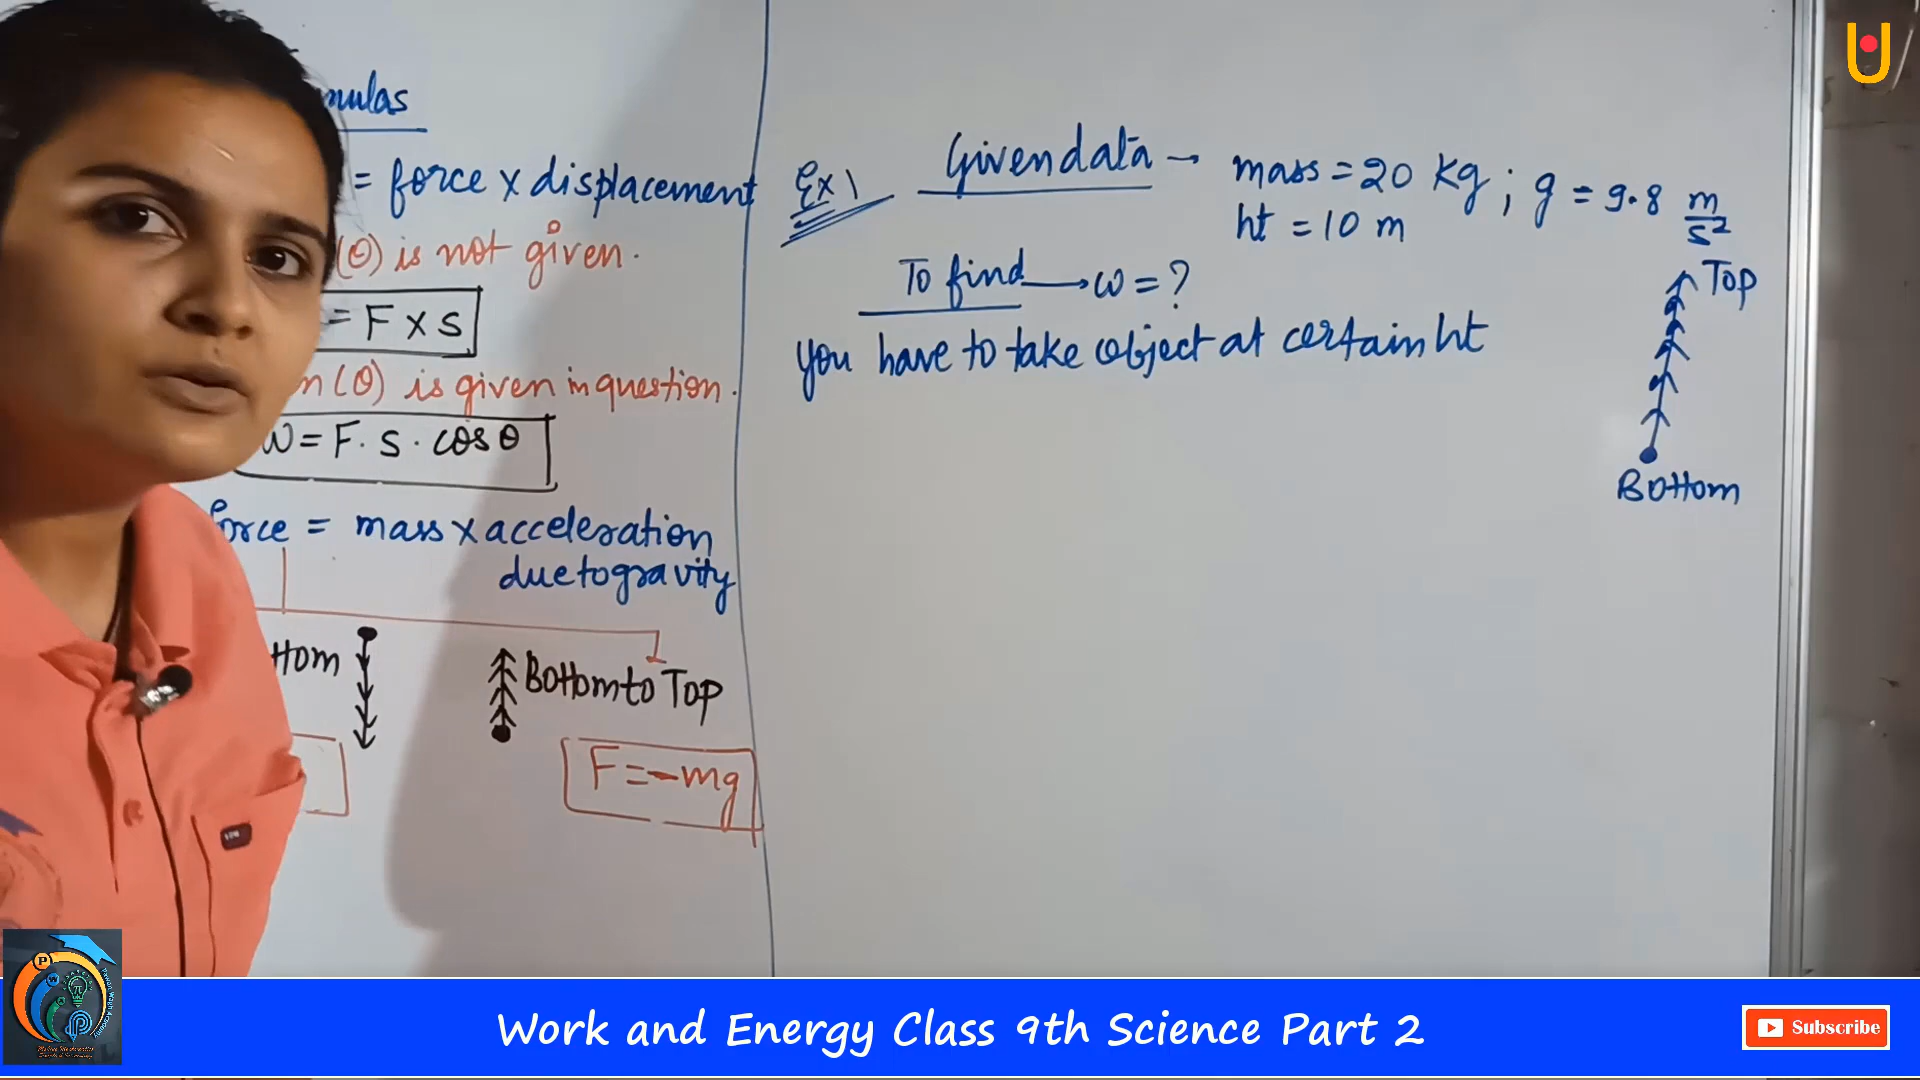 mulas
= force x displacement
(θ) is not given.
= F x s
n (θ) is given in question.
W = F. s. cos θ
force = mass x acceleration
due to gravity
ttom
Bottom to Top
F = -mg
Ex 1
Given data → mass = 20 kg ; g = 9.8 m/s²
ht = 10 m
To find → W = ?
you have to take object at certain ht
Top
Bottom
Work and Energy Class 9th Science Part 2
Subscribe